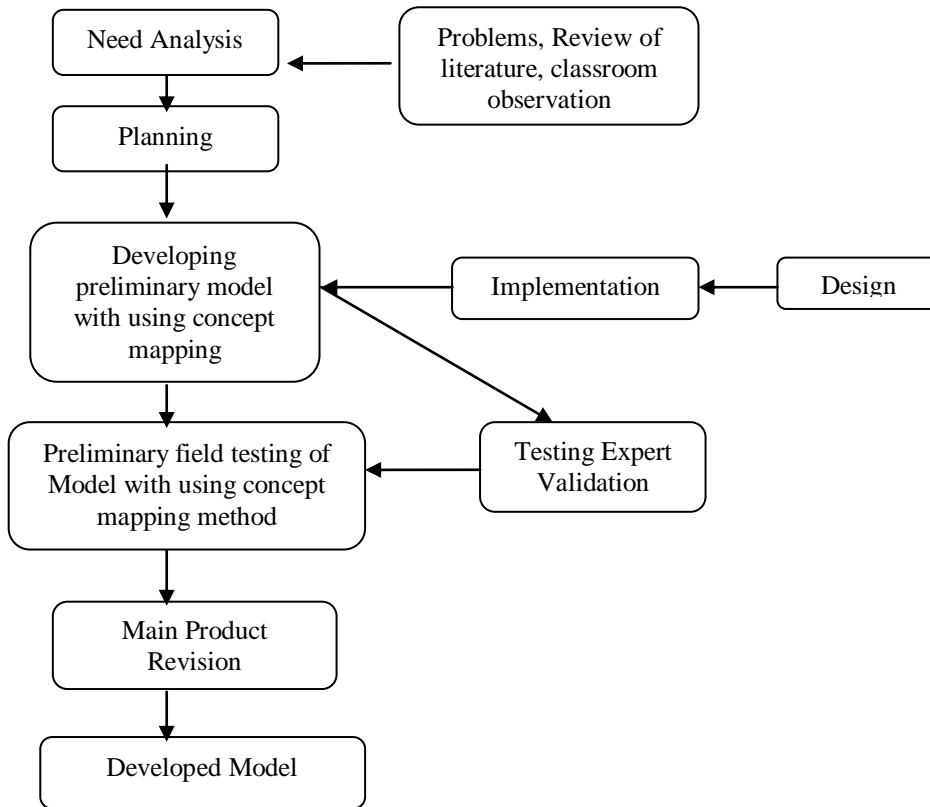 Need Analysis
Problems, Review of
literature, classroom
observation
Planning
Developing
preliminary model
with using concept
mapping
Implementation
Design
Preliminary field testing of
Model with using concept
mapping method
Testing Expert
Validation
Main Product
Revision
Developed Model